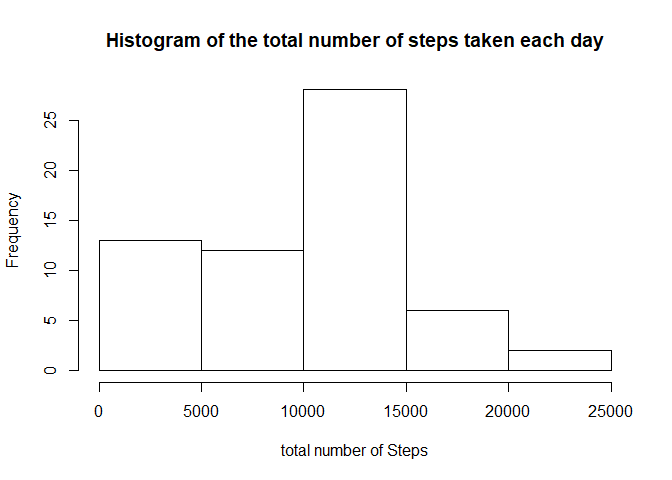 Histogram of the total number of steps taken each day
Frequency
25
20
15
10
5
0
0 5000 10000 15000 20000 25000
total number of Steps